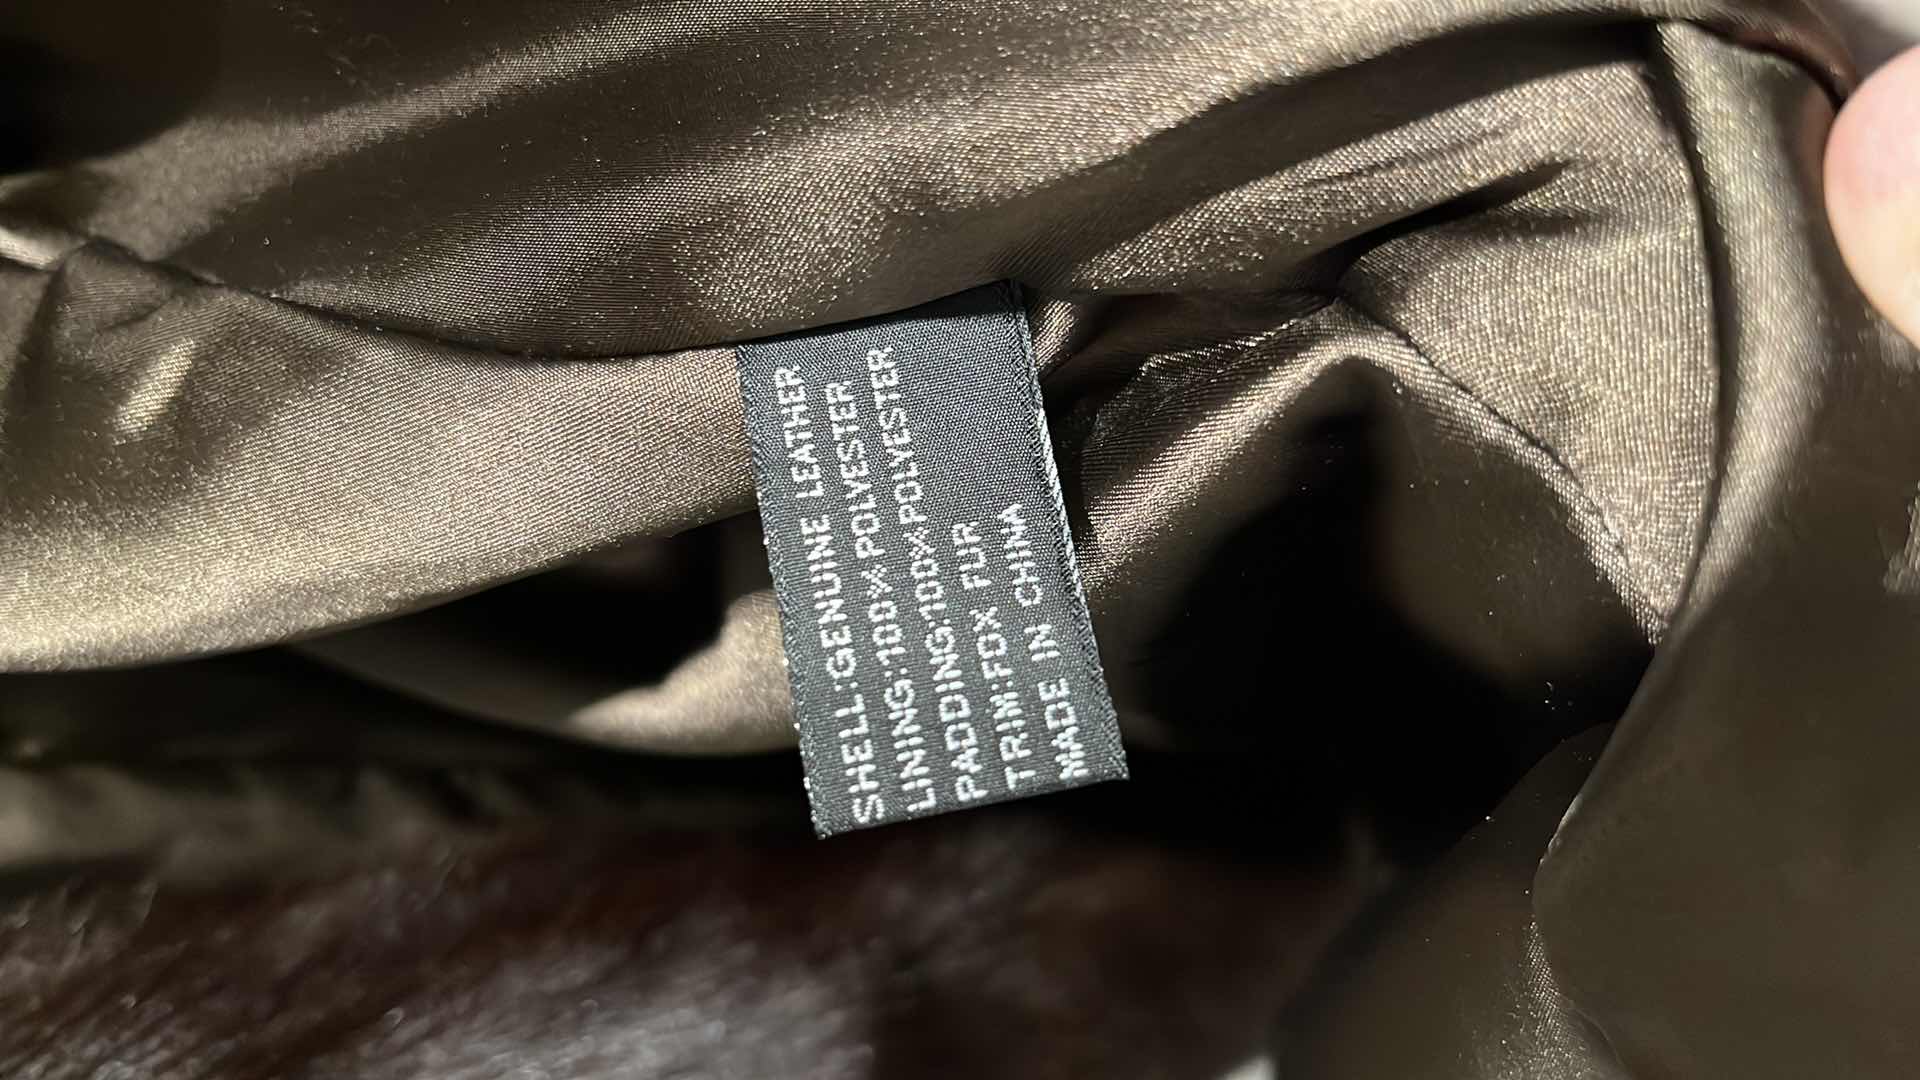 SHELL:GENUINE LEATHER
LINING:100% POLYESTER
PADDING:100%POLYESTER
TRIM:FOX FUR
MADE IN CHINA